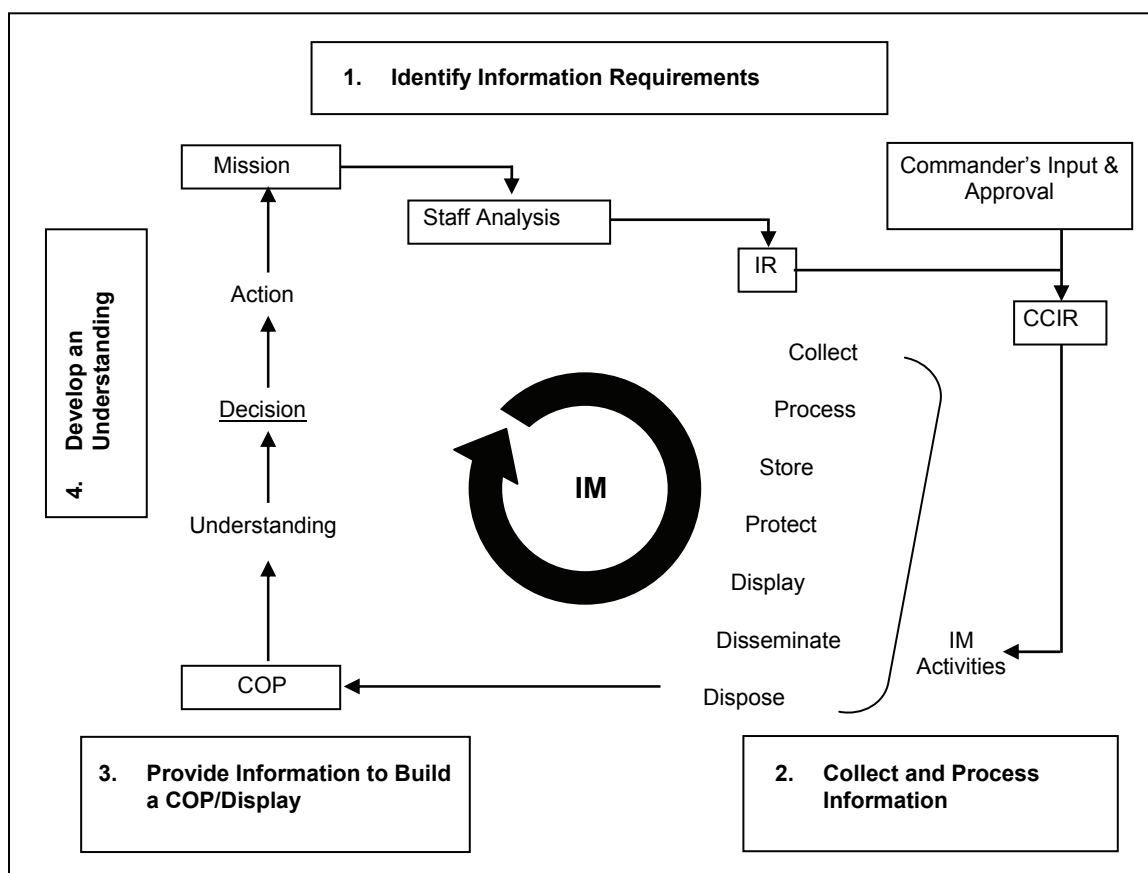 1. Identify Information Requirements
Mission
Commander's Input &
Approval
Staff Analysis
IR
CCIR
4. Develop an
Understanding
Action
Decision
Understanding
COP
IM
Collect
Process
Store
Protect
Display
Disseminate
Dispose
IM
Activities
3. Provide Information to Build
a COP/Display
2. Collect and Process
Information